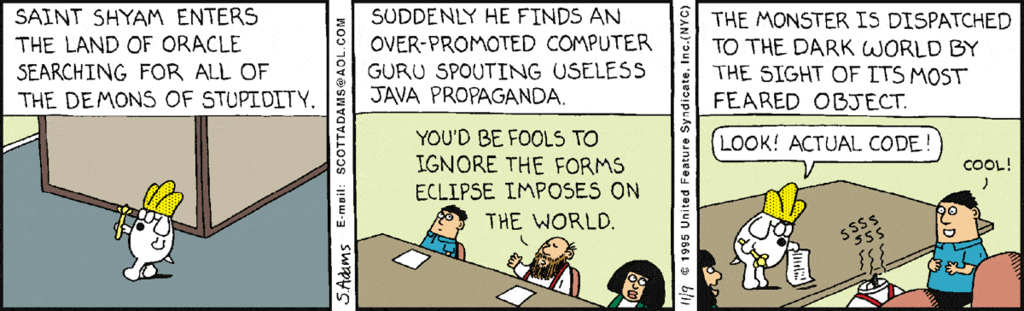 SAINT SHYAM ENTERS
THE LAND OF ORACLE
SEARCHING FOR ALL OF
THE DEMONS OF STUPIDITY.
S.Adams E-mail: SCOTTADAMS@AOL.COM
SUDDENLY HE FINDS AN
OVER-PROMOTED COMPUTER
GURU SPOUTING USELESS
JAVA PROPAGANDA.
YOU'D BE FOOLS TO
IGNORE THE FORMS
ECLIPSE IMPOSES ON
THE WORLD.
11/9 © 1995 United Feature Syndicate, Inc.(NYC)
THE MONSTER IS DISPATCHED
TO THE DARK WORLD BY
THE SIGHT OF ITS MOST
FEARED OBJECT.
LOOK! ACTUAL CODE!
COOL!
SSSS
SSS